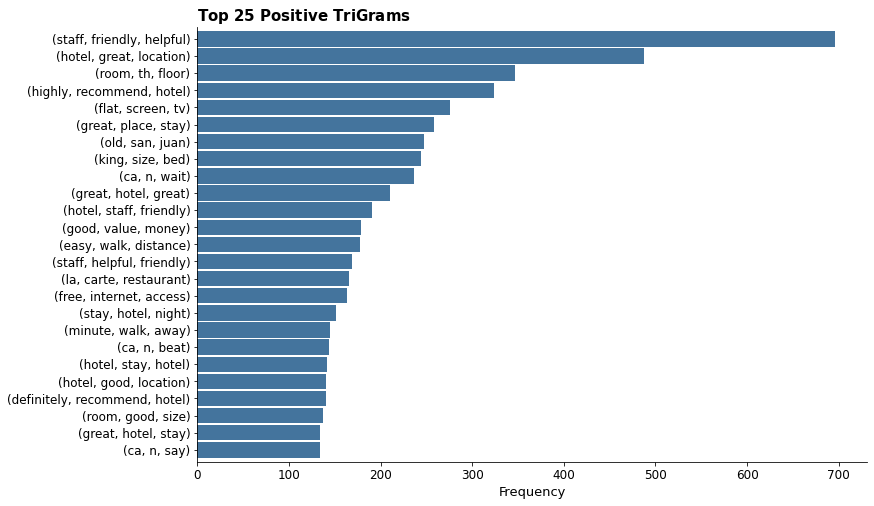 Top 25 Positive TriGrams
(staff, friendly, helpful)
(hotel, great, location)
(room, th, floor)
(highly, recommend, hotel)
(flat, screen, tv)
(great, place, stay)
(old, san, juan)
(king, size, bed)
(ca, n, wait)
(great, hotel, great)
(hotel, staff, friendly)
(good, value, money)
(easy, walk, distance)
(staff, helpful, friendly)
(la, carte, restaurant)
(free, internet, access)
(stay, hotel, night)
(minute, walk, away)
(ca, n, beat)
(hotel, stay, hotel)
(hotel, good, location)
(definitely, recommend, hotel)
(room, good, size)
(great, hotel, stay)
(ca, n, say)
0 100 200 300 400 500 600 700
Frequency